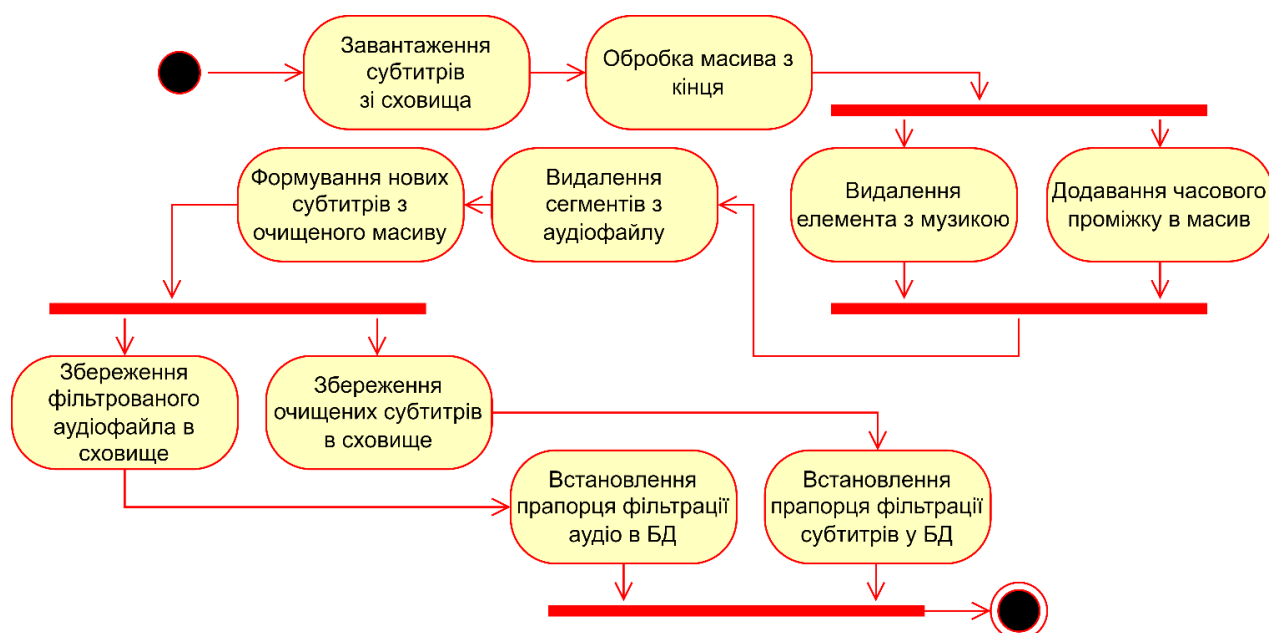 Завантаження
субтитрів
зі сховища
Обробка масива з
кінця
Видалення
елемента з музикою
Додавання часового
проміжку в масив
Видалення
сегментів з
аудіофайлу
Формування нових
субтитрів з
очищеного масиву
Збереження
фільтрованого
аудіофайла в
сховище
Збереження
очищених субтитрів
в сховище
Встановлення
прапорця фільтрації
аудіо в БД
Встановлення
прапорця фільтрації
субтитрів у БД